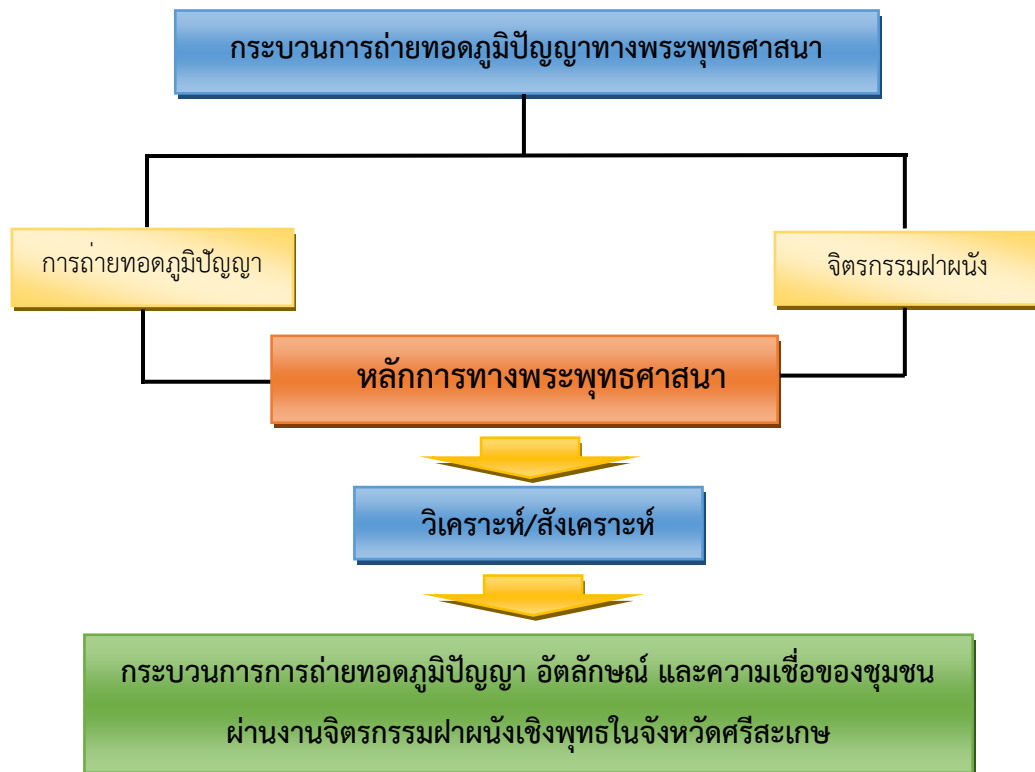 กระบวนการถ่ายทอดภูมิปัญญาทางพระพุทธศาสนา
การถ่ายทอดภูมิปัญญา
จิตรกรรมฝาผนัง
หลักการทางพระพุทธศาสนา
วิเคราะห์/สังเคราะห์
กระบวนการการถ่ายทอดภูมิปัญญา อัตลักษณ์ และความเชื่อของชุมชน
ผ่านงานจิตรกรรมฝาผนังเชิงพุทธในจังหวัดศรีสะเกษ